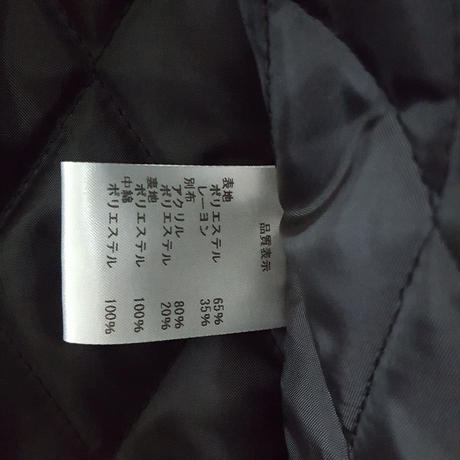 品質表示
表地
ポリエステル 65%
レーヨン 35%
別布
アクリル 80%
ポリエステル 20%
裏地
ポリエステル 100%
中綿
ポリエステル 100%